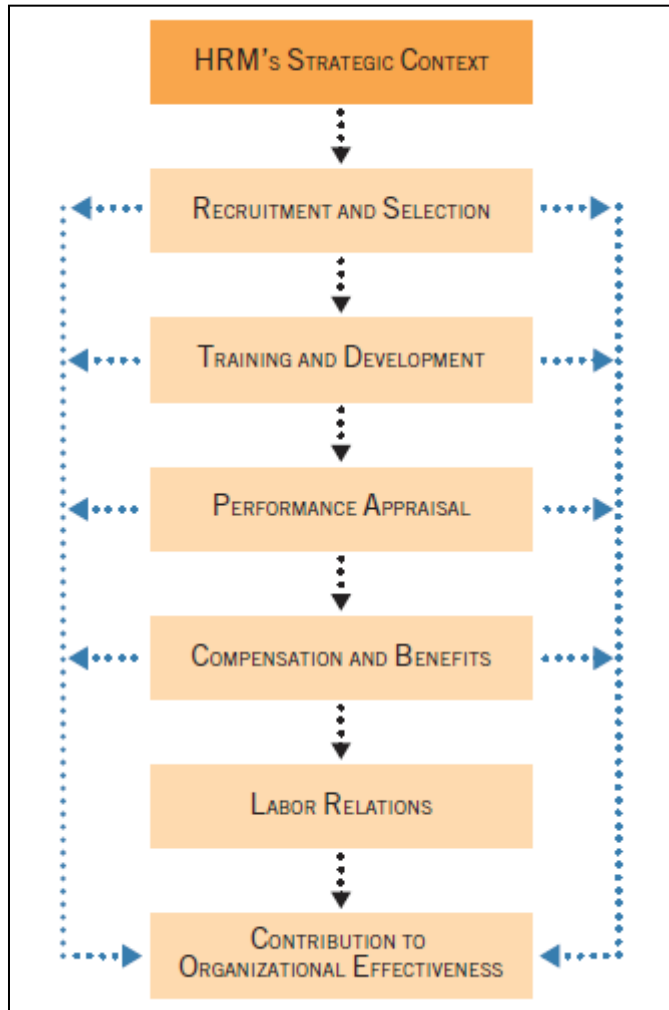 HRM's Strategic Context
Recruitment and Selection
Training and Development
Performance Appraisal
Compensation and Benefits
Labor Relations
Contribution to
Organizational Effectiveness